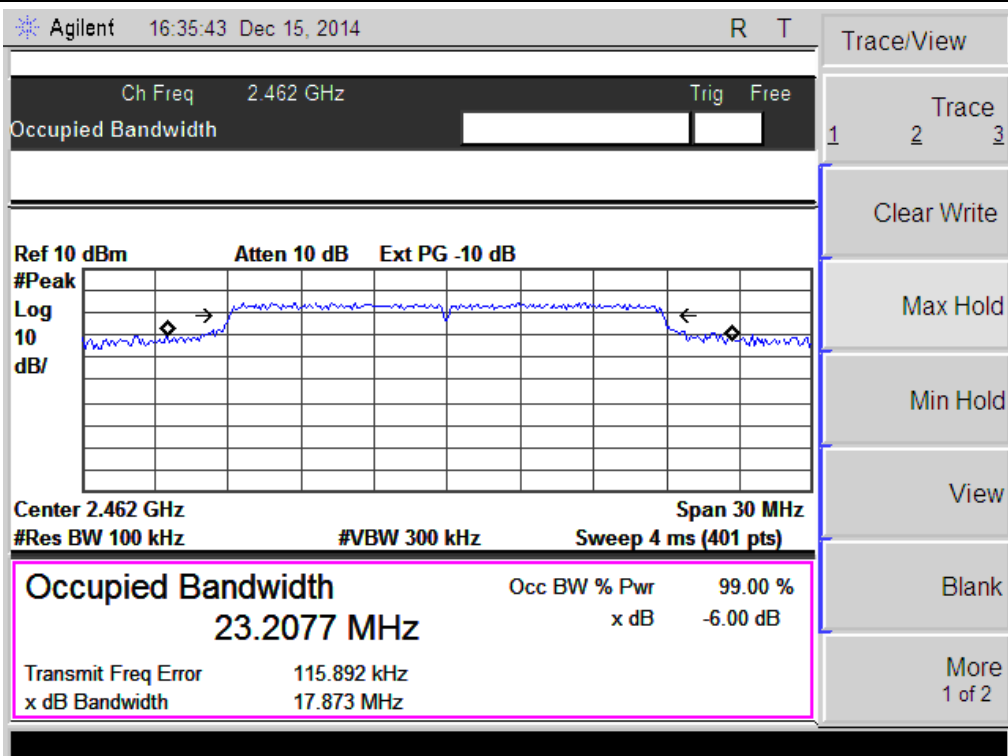 Agilent 16:35:43 Dec 15, 2014 R T
Trace/View
Ch Freq 2.462 GHz Trig Free
Occupied Bandwidth
Trace
1 2 3
Clear Write
Max Hold
Min Hold
View
Blank
More
1 of 2
Ref 10 dBm Atten 10 dB Ext PG -10 dB
#Peak
Log
10
dB/
Center 2.462 GHz Span 30 MHz
#Res BW 100 kHz #VBW 300 kHz Sweep 4 ms (401 pts)
Occupied Bandwidth
23.2077 MHz
Occ BW % Pwr 99.00 %
x dB -6.00 dB
Transmit Freq Error 115.892 kHz
x dB Bandwidth 17.873 MHz